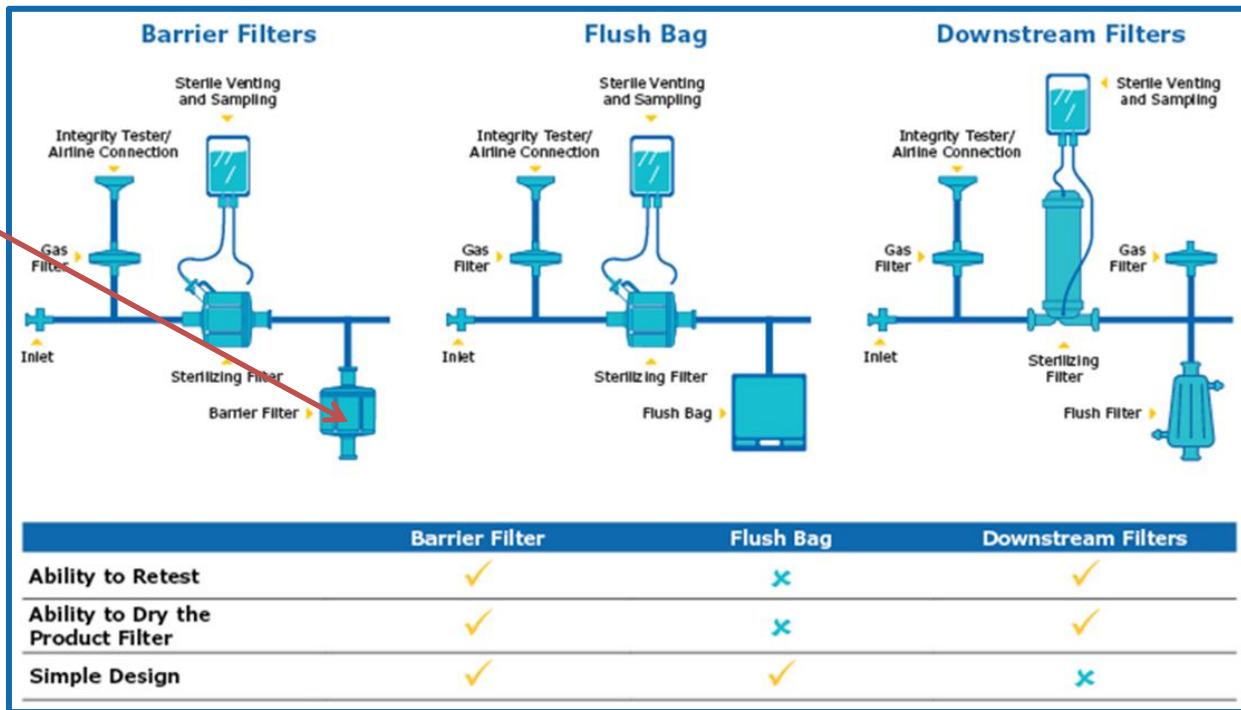 Barrier Filters
Sterile Venting
and Sampling
Integrity Tester/
Airline Connection
Gas
Filter
Inlet
Sterilizing Filter
Barrier Filter
Flush Bag
Sterile Venting
and Sampling
Integrity Tester/
Airline Connection
Gas
Filter
Inlet
Sterilizing Filter
Flush Bag
Downstream Filters
Sterile Venting
and Sampling
Integrity Tester/
Airline Connection
Gas
Filter
Gas
Filter
Inlet
Sterilizing
Filter
Flush Filter
Barrier Filter Flush Bag Downstream Filters
Ability to Retest ✓ × ✓
Ability to Dry the
Product Filter ✓ × ✓
Simple Design ✓ ✓ ×